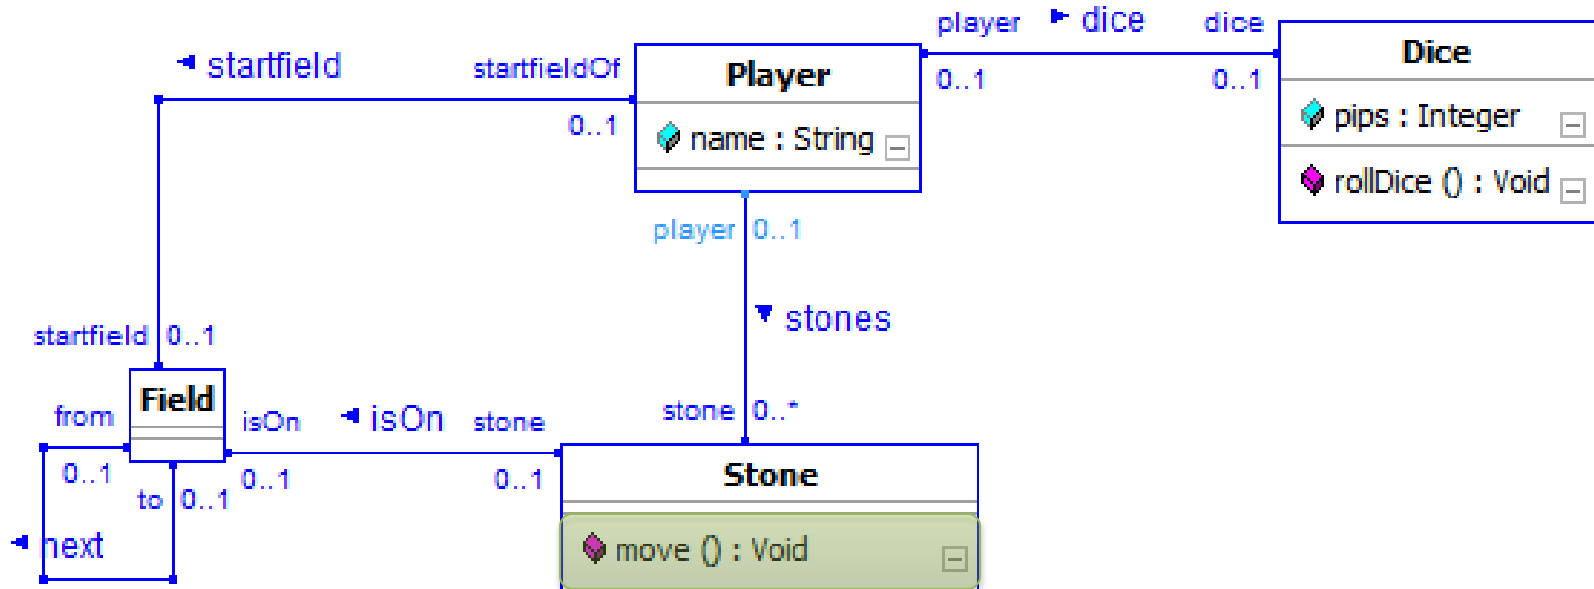 player dice dice
Dice
startfield startfieldOf
Player
0..1 0..1
pips : Integer
0..1
name : String
rollDice () : Void
player 0..1
stones
startfield 0..1
Field
from
isOn isOn stone
stone 0..*
0..1
0..1 0..1
Stone
to 0..1
next
move () : Void